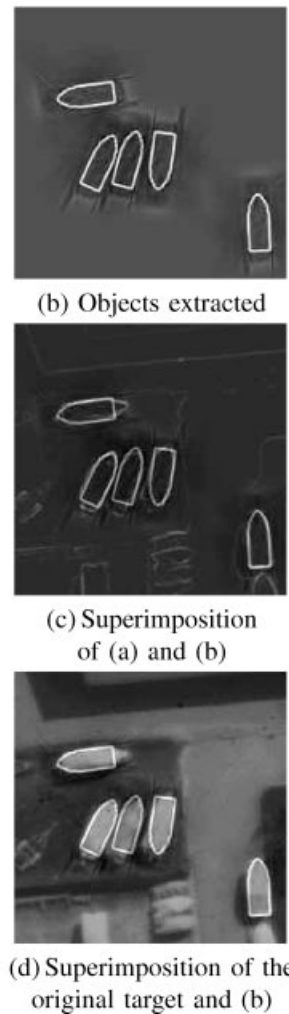 (b) Objects extracted
(c) Superimposition
of (a) and (b)
(d) Superimposition of the
original target and (b)